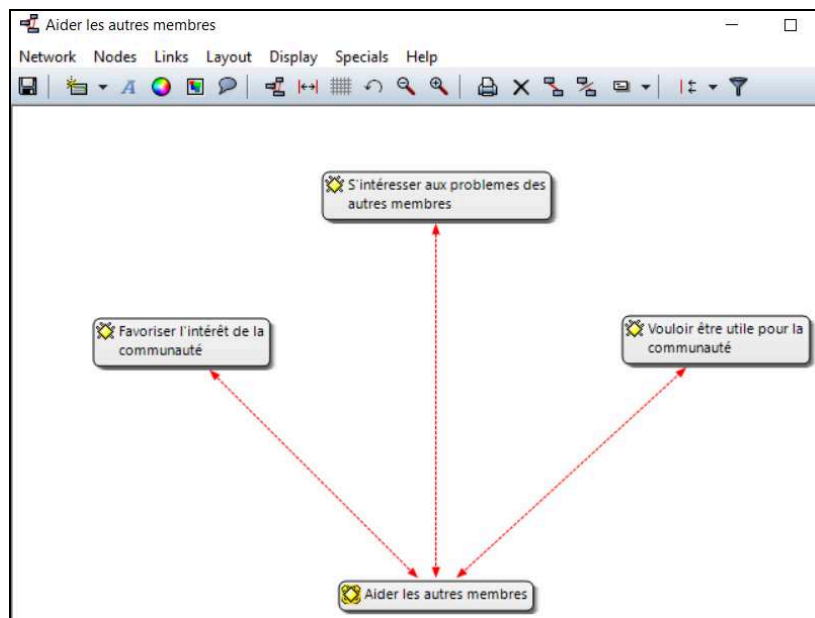 Aider les autres membres
Network Nodes Links Layout Display Specials Help
S'intéresser aux problemes des
autres membres
Favoriser l'intérêt de la
communauté
Vouloir être utile pour la
communauté
Aider les autres membres